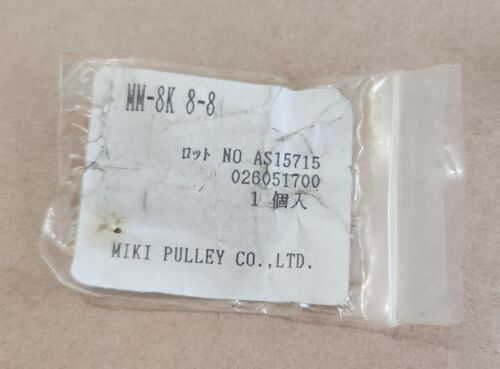 MM-8K 8-8
ロット NO AS15715
026051700
1 個入
MIKI PULLEY CO.,LTD.